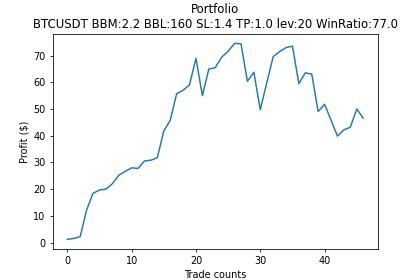 Portfolio
BTCUSDT BBM:2.2 BBL:160 SL:1.4 TP:1.0 lev:20 WinRatio:77.0
Profit ($)
70
60
50
40
30
20
10
0
0 10 20 30 40
Trade counts